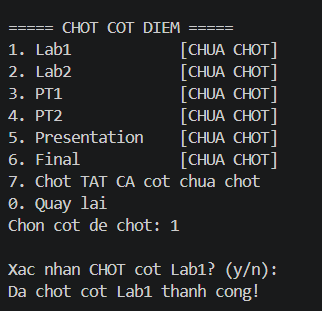 ===== CHOT COT DIEM =====
1. Lab1 [CHUA CHOT]
2. Lab2 [CHUA CHOT]
3. PT1 [CHUA CHOT]
4. PT2 [CHUA CHOT]
5. Presentation [CHUA CHOT]
6. Final [CHUA CHOT]
7. Chot TAT CA cot chua chot
0. Quay lai
Chon cot de chot: 1
Xac nhan CHOT cot Lab1? (y/n):
Da chot cot Lab1 thanh cong!